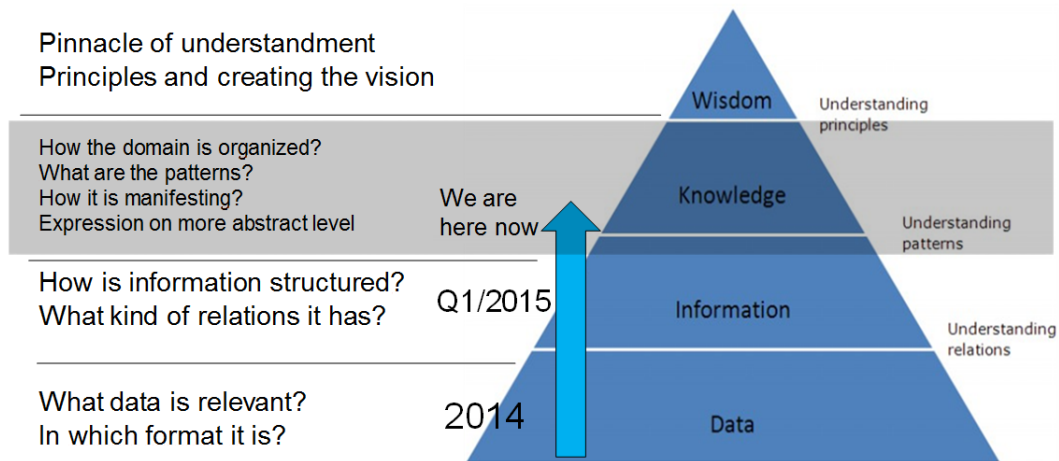 Pinnacle of understandment
Principles and creating the vision
Wisdom
Understanding
principles
How the domain is organized?
What are the patterns?
How it is manifesting?
Expression on more abstract level
We are
here now
Knowledge
Understanding
patterns
How is information structured?
What kind of relations it has?
Q1/2015
Information
Understanding
relations
What data is relevant?
In which format it is?
2014
Data